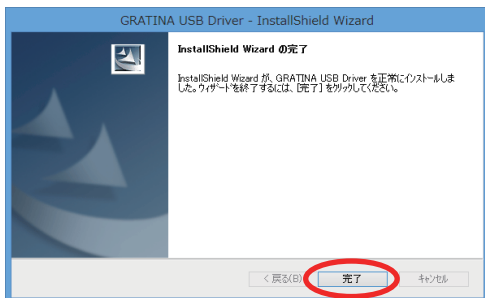 GRATINA USB Driver - InstallShield Wizard
InstallShield Wizard の完了
InstallShield Wizard が、GRATINA USB Driver を正常にインストールしま
した。ウィザードを終了するには、[完了] をクリックしてください。
< 戻る(B)
完了
キャンセル